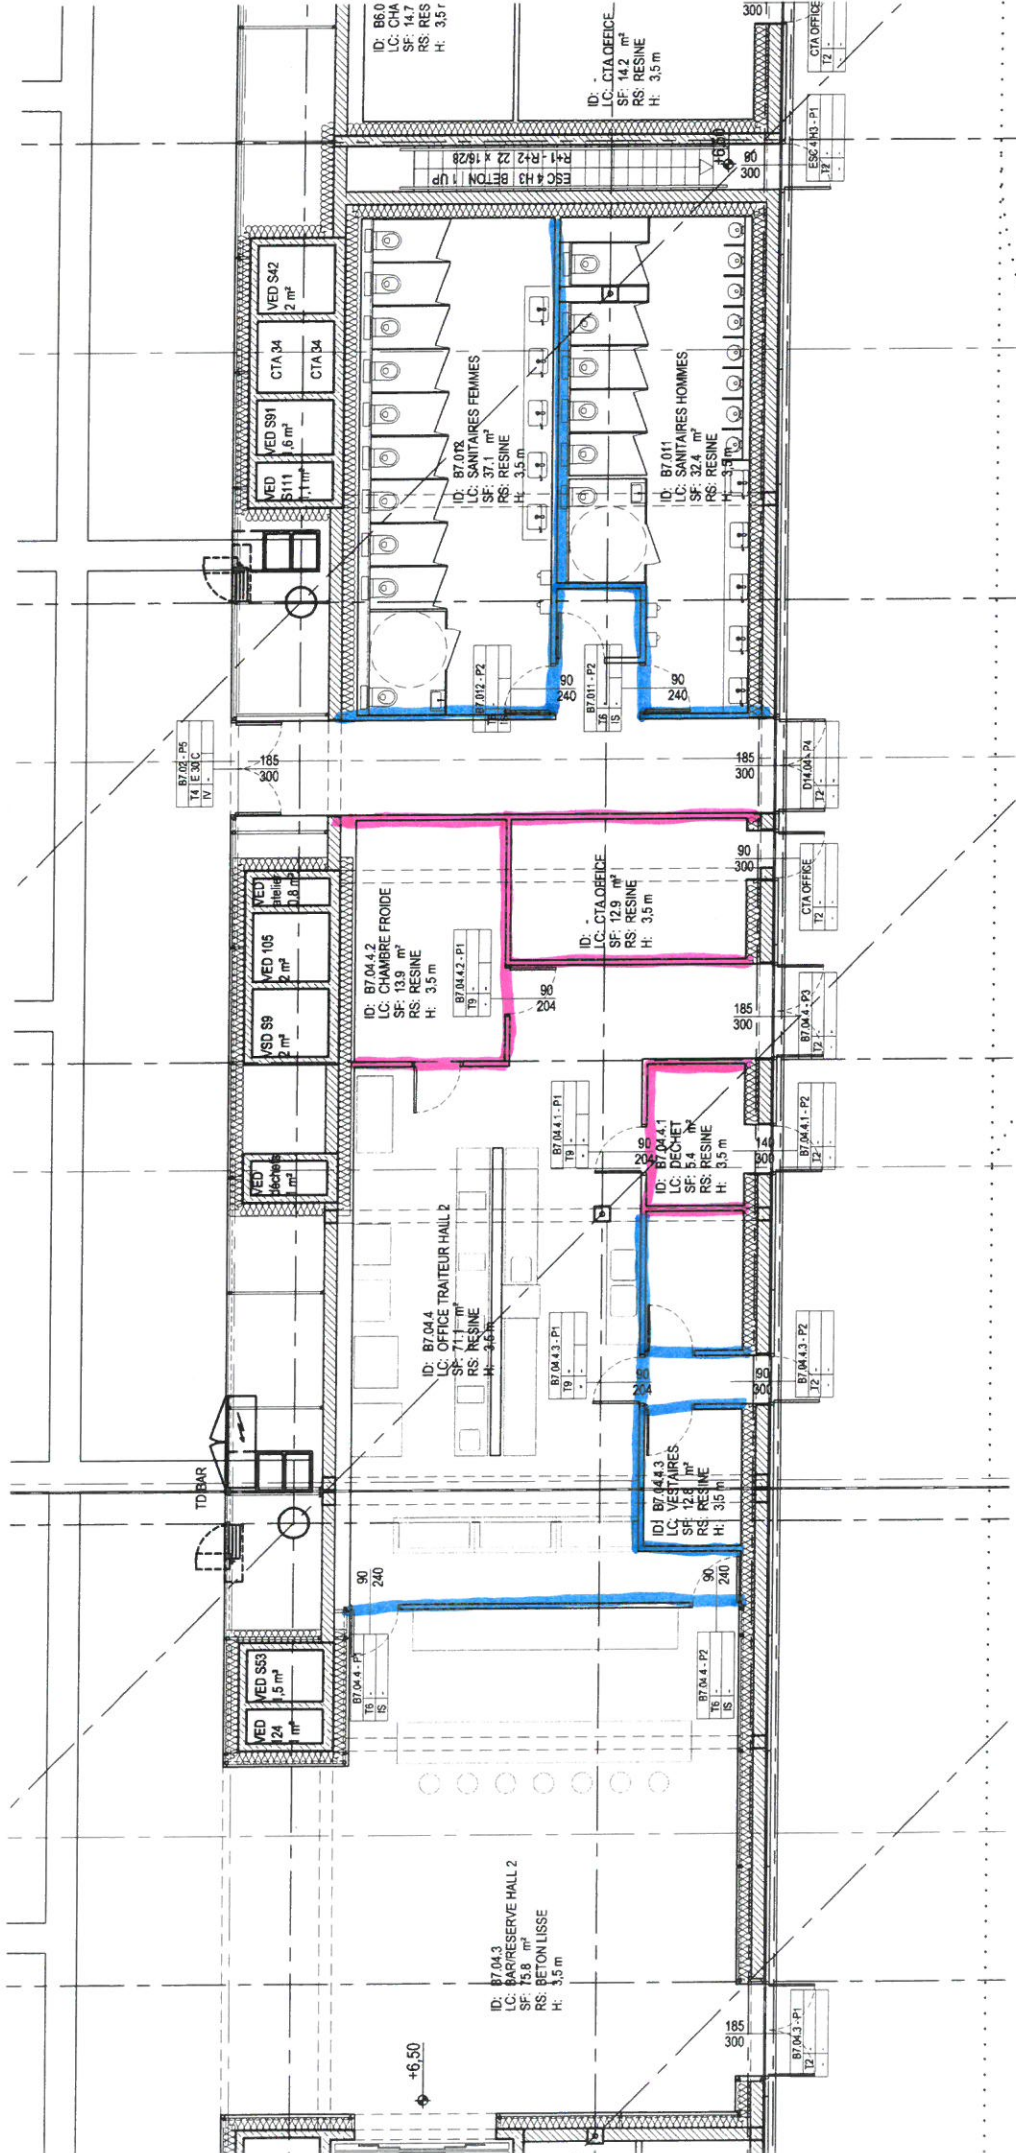 ID: B6.0
LC: CHA
SF: 14.7
RS: RES
H: 3,5 r
ID: -
LC: CTA OFFICE
SF: 14.2 m²
RS: RESINE
H: 3,5 m
300
CTA OFFICE
T2 -
ESC 4 H3 BETON 1 UP
R+1 - R+2 22 x 16/28
+6,50
90
300
ESC 4 H3 - P1
T2 -
VED S42
2 m²
CTA 34
CTA 34
VED S91
1,6 m²
VED
S111
1,1 m²
ID: B7.012
LC: SANITAIRES FEMMES
SF: 37.1 m²
RS: RESINE
H: 3,5 m
ID: B7.011
LC: SANITAIRES HOMMES
SF: 32.4 m²
RS: RESINE
H: 3,5 m
B7.012 - P2
T6 -
IS
90
240
B7.011 - P2
T6 -
IS
90
240
B7.02 - P5
T4 E 30 C
IV -
185
300
185
300
D14.04 - P4
T2 -
VED
atelier
0.8 m²
VED 105
2 m²
VSD S9
2 m²
ID: B7.04.4.2
LC: CHAMBRE FROIDE
SF: 13.9 m²
RS: RESINE
H: 3,5 m
B7.04.4.2 - P1
T9 -
90
204
ID: -
LC: CTA OFFICE
SF: 12.9 m²
RS: RESINE
H: 3,5 m
90
300
CTA OFFICE
T2 -
185
300
B7.04.4 - P3
T2 -
VED
déchets
1 m²
B7.04.4.1 - P1
T9 -
90
204
ID: B7.04.4.1
LC: DECHET
SF: 5.4 m²
RS: RESINE
H: 3,5 m
140
300
B7.04.4.1 - P2
T2 -
ID: B7.04.4
LC: OFFICE TRAITEUR HALL 2
SF: 71.1 m²
RS: RESINE
H: 3,5 m
B7.04.4.3 - P1
T9 -
90
204
90
300
B7.04.4.3 - P2
T2 -
TD BAR
ID: B7.04.4.3
LC: VESTAIRES
SF: 12.8 m²
RS: RESINE
H: 3,5 m
90
240
90
240
VED S53
1,5 m²
VED
124
1 m²
B7.04.4 - P1
T6 -
IS -
B7.04.4 - P2
T6 -
IS -
ID: B7.04.3
LC: BAR/RESERVE HALL 2
SF: 75.8 m²
RS: BETON LISSE
H: 3,5 m
+6,50
185
300
B7.04.3 - P1
T2 -